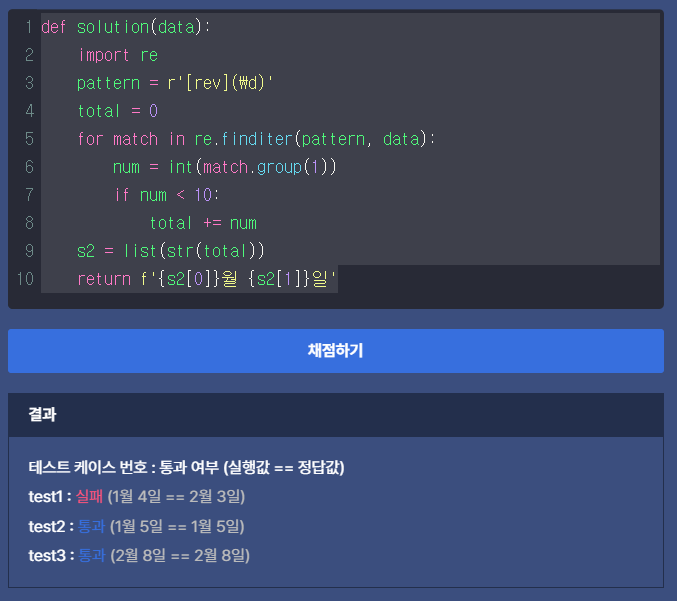 1 def solution(data):
2     import re
3     pattern = r'[rev](₩d)'
4     total = 0
5     for match in re.finditer(pattern, data):
6         num = int(match.group(1))
7         if num < 10:
8             total += num
9     s2 = list(str(total))
10     return f'{s2[0]}월 {s2[1]}일'
채점하기
결과
테스트 케이스 번호 : 통과 여부 (실행값 == 정답값)
test1 : 실패 (1월 4일 == 2월 3일)
test2 : 통과 (1월 5일 == 1월 5일)
test3 : 통과 (2월 8일 == 2월 8일)